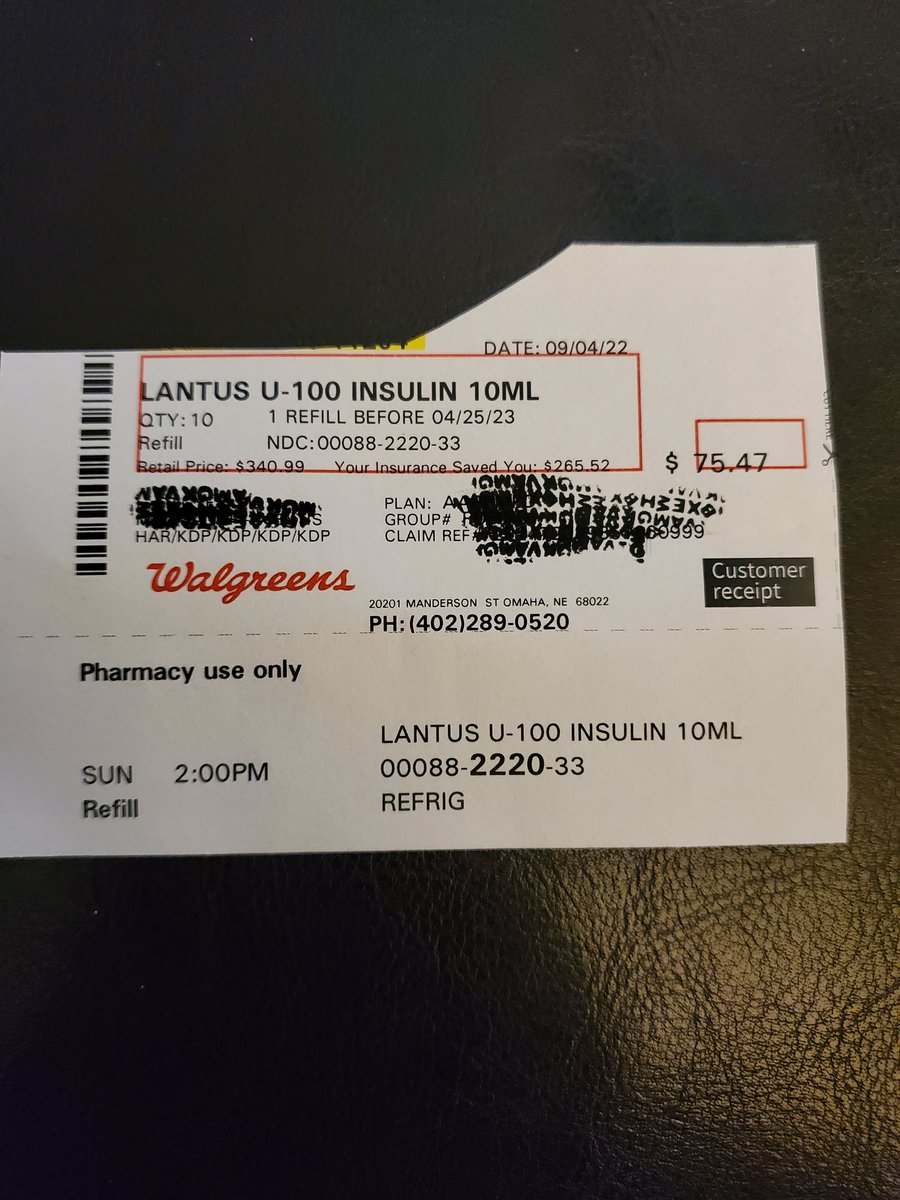 DATE: 09/04/22
LANTUS U-100 INSULIN 10ML
QTY: 10 1 REFILL BEFORE 04/25/23
Refill NDC:00088-2220-33
Retail Price: $340.99 Your Insurance Saved You: $265.52 $ 75.47
PLAN:
GROUP#
HAR/KDP/KDP/KDP/KDP CLAIM REF#
Walgreens
Customer
receipt
20201 MANDERSON ST OMAHA, NE 68022
PH: (402)289-0520
Pharmacy use only
LANTUS U-100 INSULIN 10ML
SUN 2:00PM 00088-2220-33
Refill REFRIG